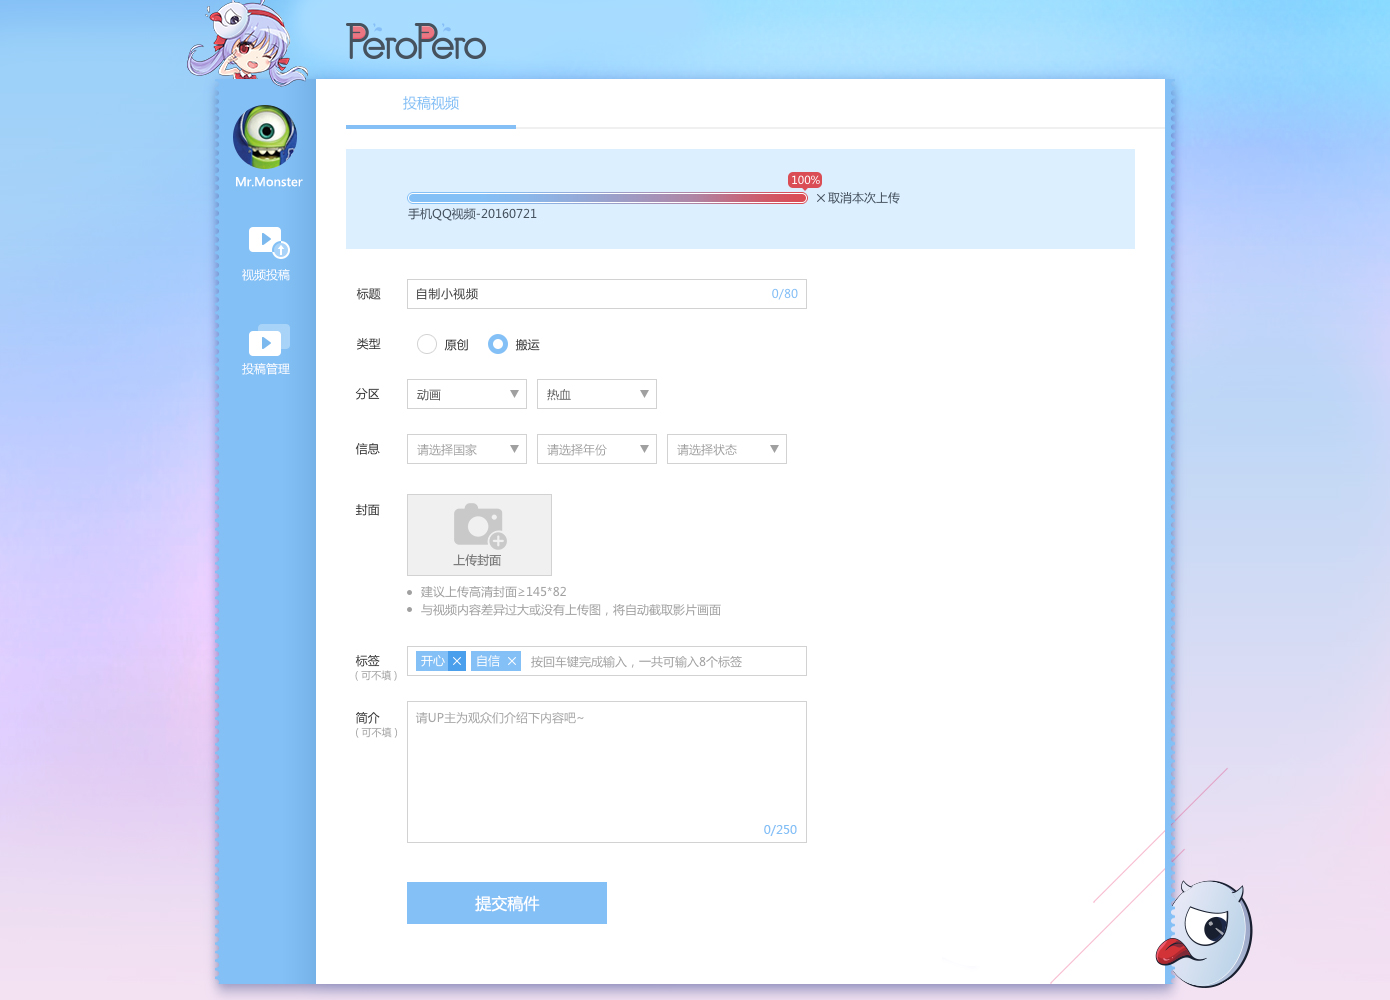 PeroPero
投稿视频
Mr.Monster
视频投稿
投稿管理
100%
×取消本次上传
手机QQ视频-20160721
标题 自制小视频 0/80
类型 原创 搬运
分区 动画 热血
信息 请选择国家 请选择年份 请选择状态
封面
上传封面
建议上传高清封面≥145*82
与视频内容差异过大或没有上传图，将自动截取影片画面
标签 开心 × 自信 × 按回车键完成输入，一共可输入8个标签
（可不填）
简介 请UP主为观众们介绍下内容吧~
（可不填）
0/250
提交稿件